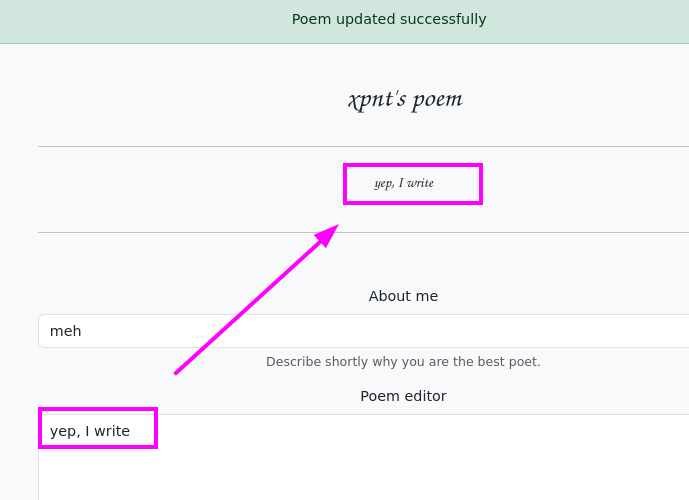 Poem updated successfully
xpnt's poem
yep, I write
About me
meh
Describe shortly why you are the best poet.
Poem editor
yep, I write